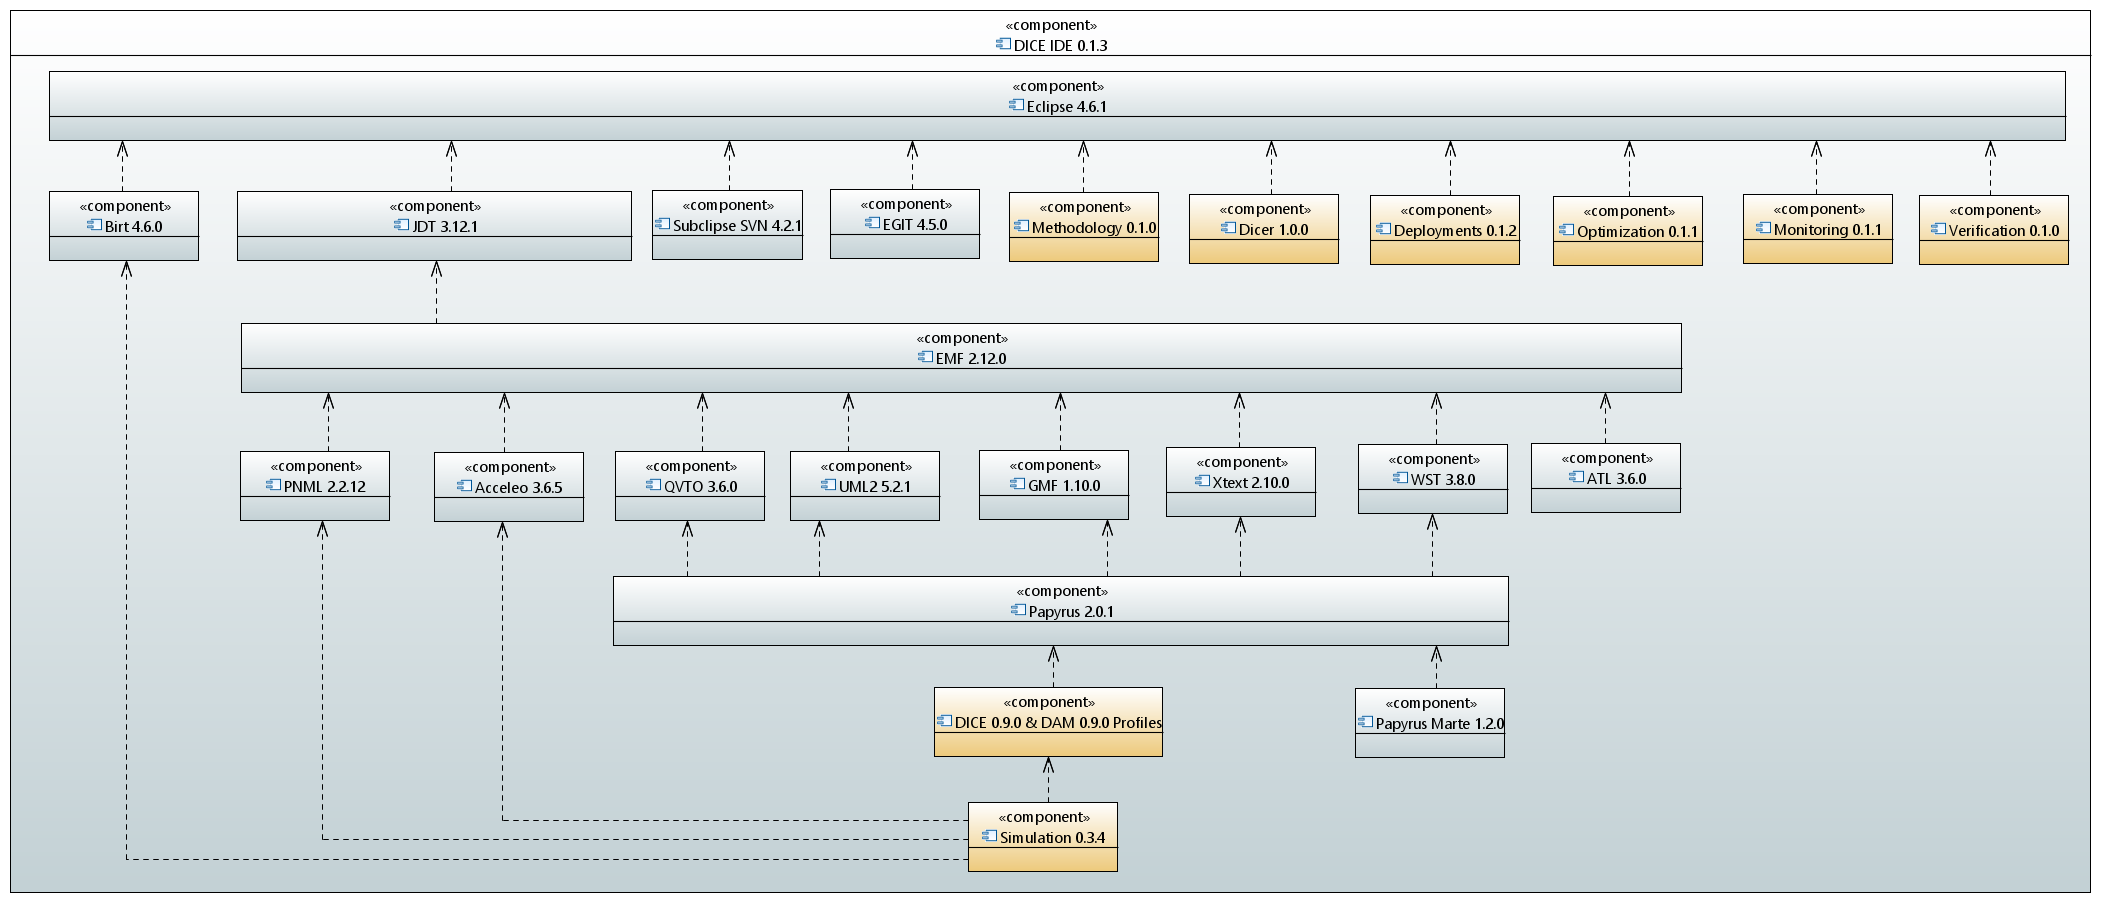 «component»
DICE IDE 0.1.3
«component»
Eclipse 4.6.1
«component»
Birt 4.6.0
«component»
JDT 3.12.1
«component»
Subclipse SVN 4.2.1
«component»
EGIT 4.5.0
«component»
Methodology 0.1.0
«component»
Dicer 1.0.0
«component»
Deployments 0.1.2
«component»
Optimization 0.1.1
«component»
Monitoring 0.1.1
«component»
Verification 0.1.0
«component»
EMF 2.12.0
«component»
PNML 2.2.12
«component»
Acceleo 3.6.5
«component»
QVTO 3.6.0
«component»
UML2 5.2.1
«component»
GMF 1.10.0
«component»
Xtext 2.10.0
«component»
WST 3.8.0
«component»
ATL 3.6.0
«component»
Papyrus 2.0.1
«component»
DICE 0.9.0 & DAM 0.9.0 Profiles
«component»
Papyrus Marte 1.2.0
«component»
Simulation 0.3.4